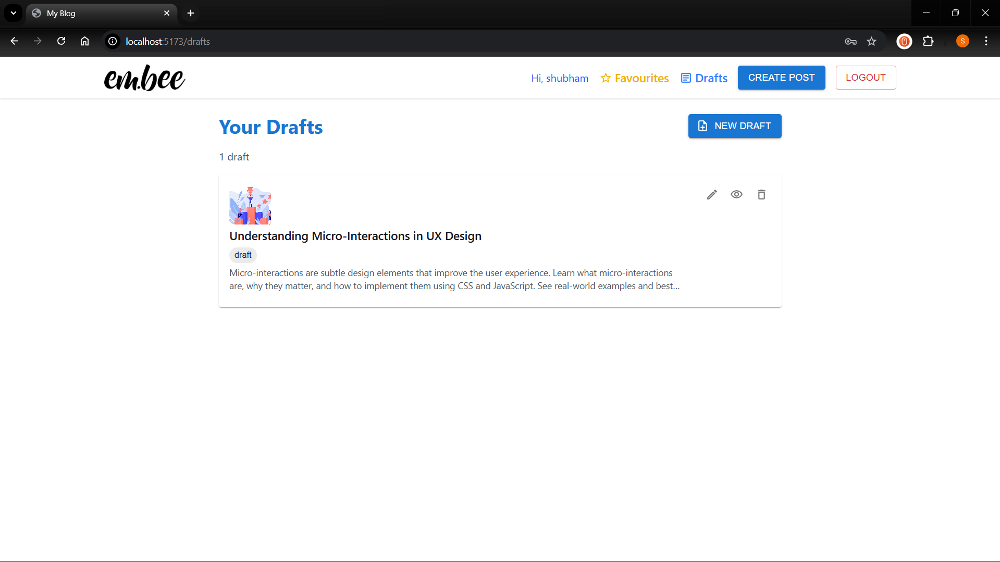 My Blog
localhost:5173/drafts
S
em.bee
Hi, shubham
Favourites
Drafts
CREATE POST
LOGOUT
Your Drafts
NEW DRAFT
1 draft
Understanding Micro-Interactions in UX Design
draft
Micro-interactions are subtle design elements that improve the user experience. Learn what micro-interactions
are, why they matter, and how to implement them using CSS and JavaScript. See real-world examples and best...